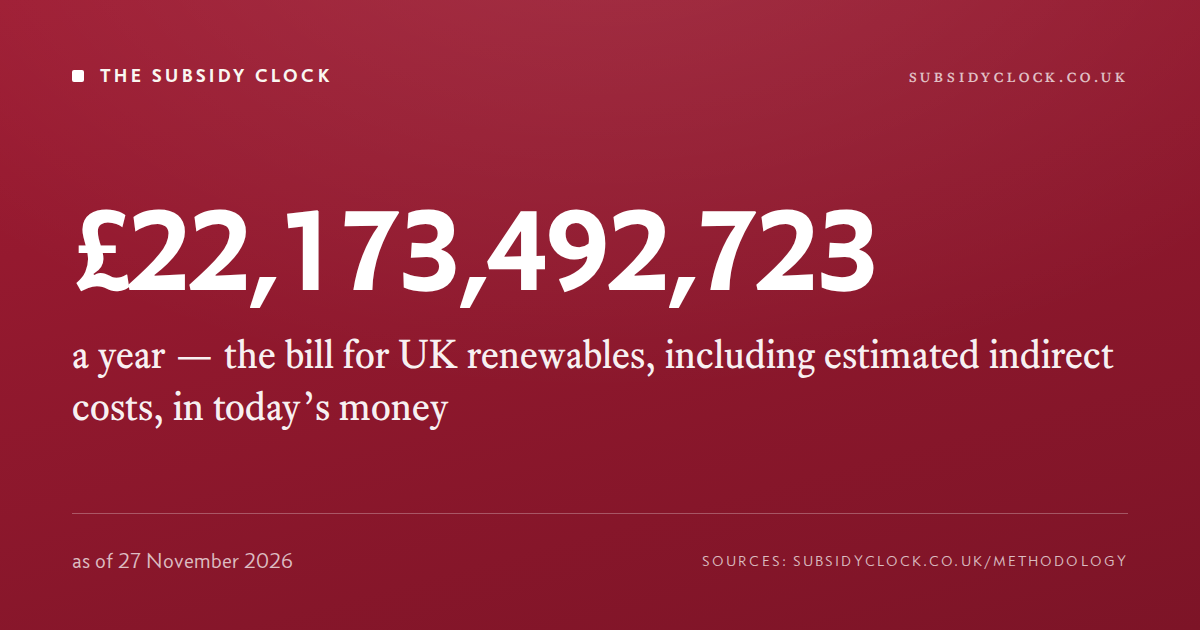 THE SUBSIDY CLOCK
SUBSIDYCLOCK.CO.UK
£22,173,492,723
a year — the bill for UK renewables, including estimated indirect
costs, in today’s money
as of 27 November 2026
SOURCES: SUBSIDYCLOCK.CO.UK/METHODOLOGY